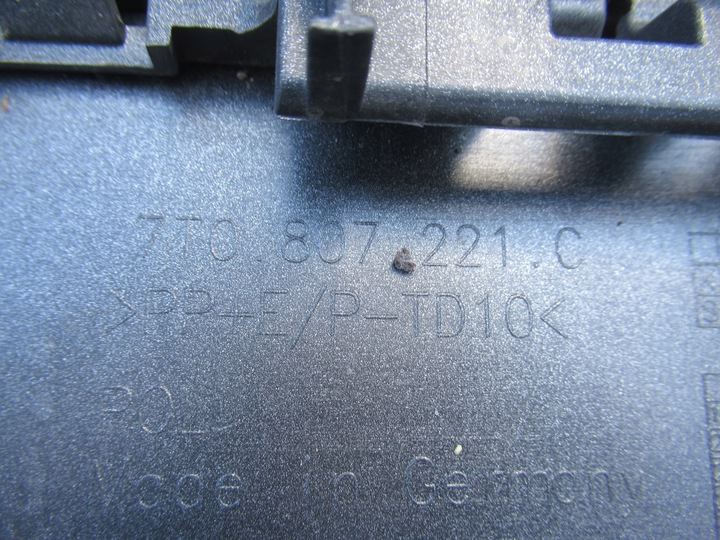 7T0.807.221.C
>PP+E/P-TD10<
Made in Germany